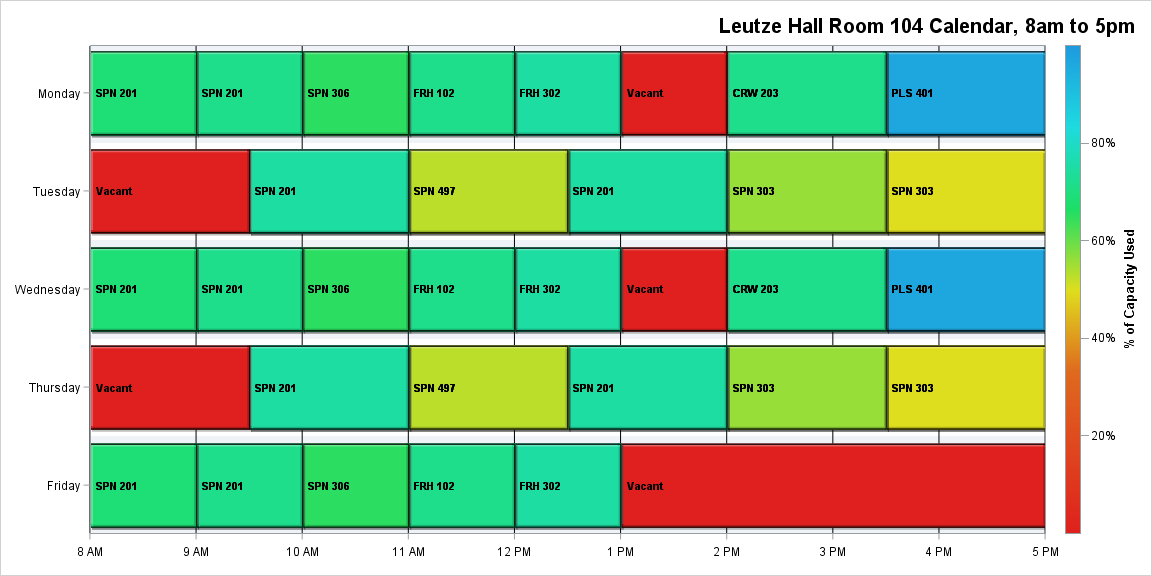 Leutze Hall Room 104 Calendar, 8am to 5pm
Monday
SPN 201
SPN 201
SPN 306
FRH 102
FRH 302
Vacant
CRW 203
PLS 401
Tuesday
Vacant
SPN 201
SPN 497
SPN 201
SPN 303
SPN 303
Wednesday
SPN 201
SPN 201
SPN 306
FRH 102
FRH 302
Vacant
CRW 203
PLS 401
Thursday
Vacant
SPN 201
SPN 497
SPN 201
SPN 303
SPN 303
Friday
SPN 201
SPN 201
SPN 306
FRH 102
FRH 302
Vacant
8 AM
9 AM
10 AM
11 AM
12 PM
1 PM
2 PM
3 PM
4 PM
5 PM
80%
60%
40%
20%
% of Capacity Used